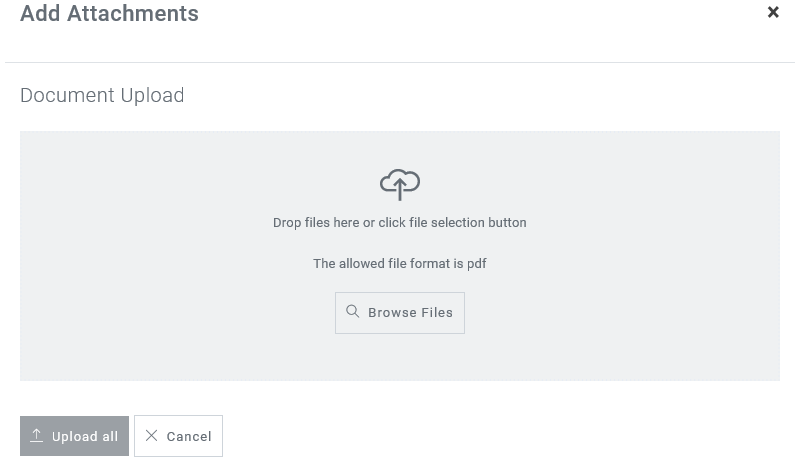 Add Attachments
Document Upload
Drop files here or click file selection button
The allowed file format is pdf
Browse Files
Upload all
Cancel